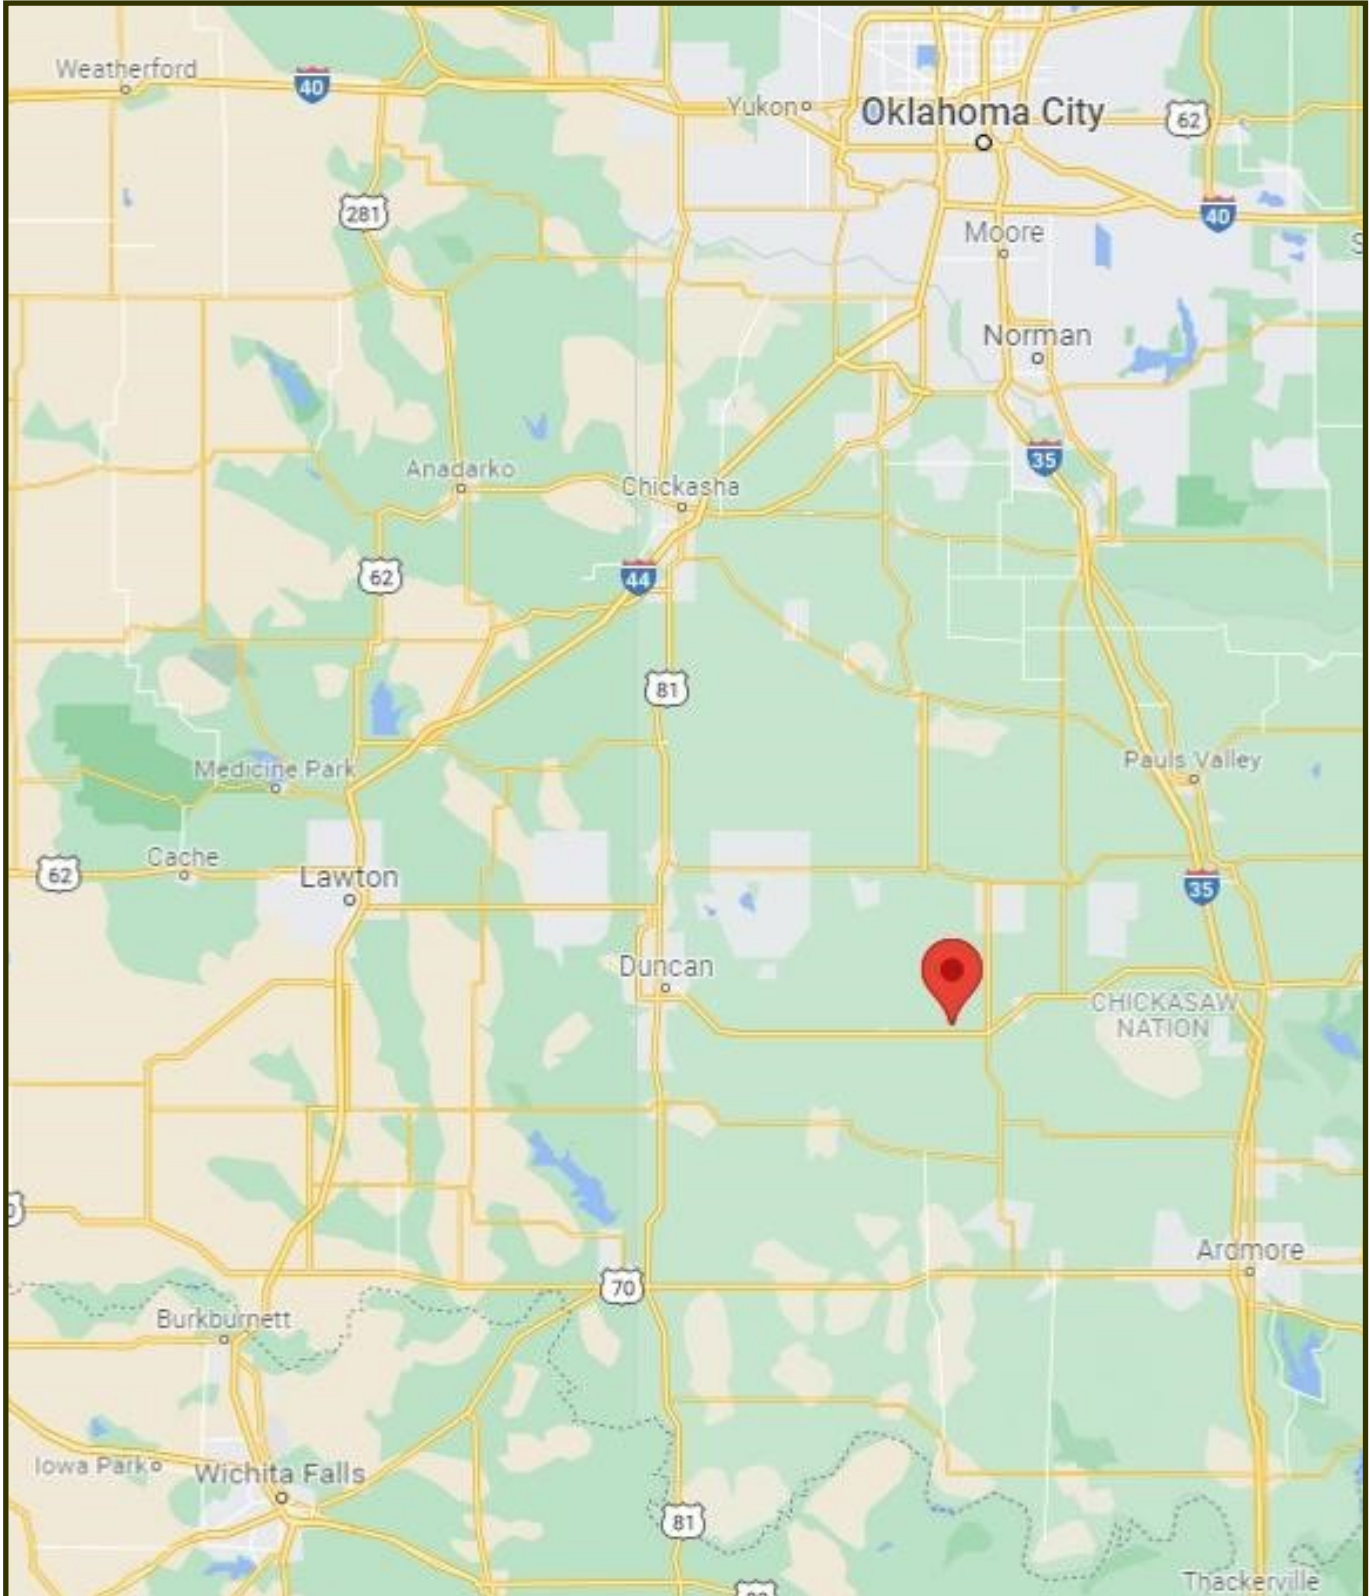 Weatherford
40
Yukon
Oklahoma City
62
281
40
Moore
S
Norman
35
Anadarko
Chickasha
62
44
81
Pauls Valley
Medicine Park
Cache
62
Lawton
35
Duncan
CHICKASAW
NATION
Ardmore
70
Burkburnett
Iowa Park
Wichita Falls
81
Thackerville